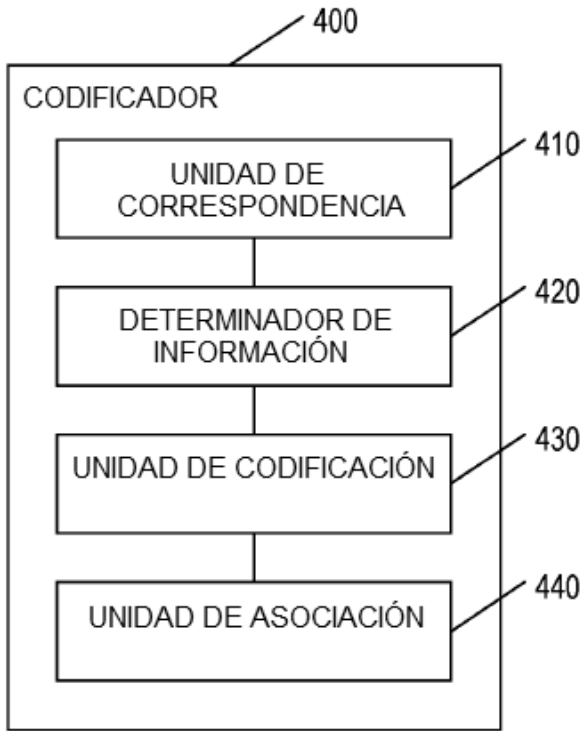 400
CODIFICADOR
410
UNIDAD DE
CORRESPONDENCIA
420
DETERMINADOR DE
INFORMACIÓN
430
UNIDAD DE CODIFICACIÓN
440
UNIDAD DE ASOCIACIÓN